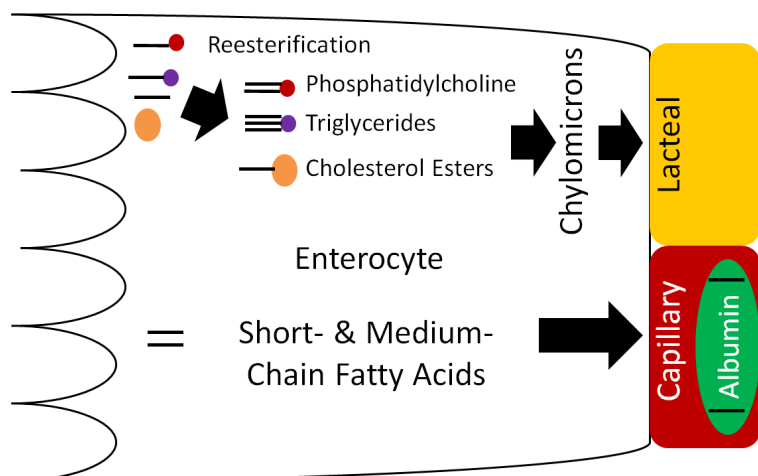 Reesterification
Phosphatidylcholine
Triglycerides
Cholesterol Esters
Chylomicrons
Lacteal
Enterocyte
Short- & Medium-
Chain Fatty Acids
Capillary
Albumin